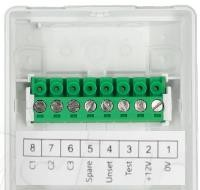 8 7 6 5 4 3 2 1
C1 C2 C3 Spare Unset Test +12V 0V